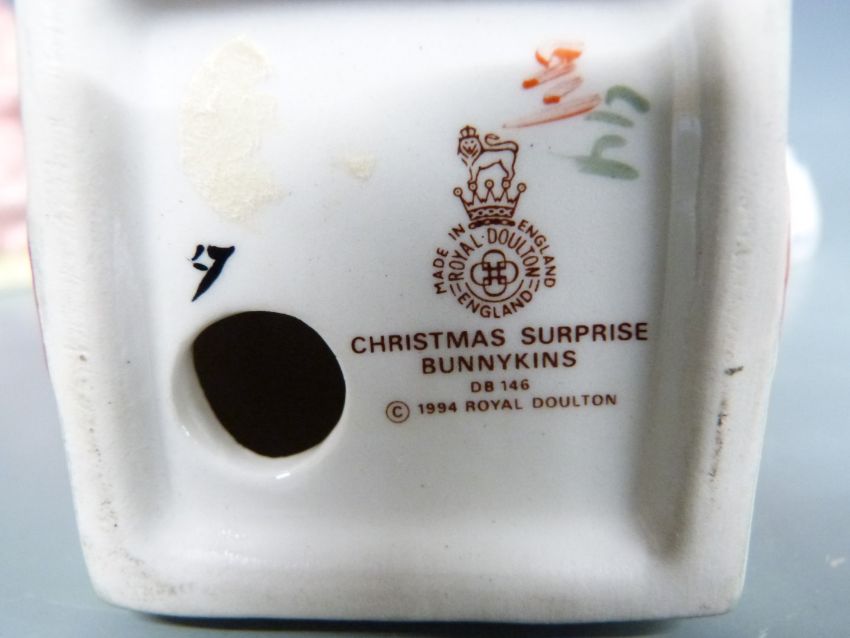 MADE IN ENGLAND
ROYAL DOULTON
ENGLAND
CHRISTMAS SURPRISE
BUNNYKINS
DB 146
© 1994 ROYAL DOULTON